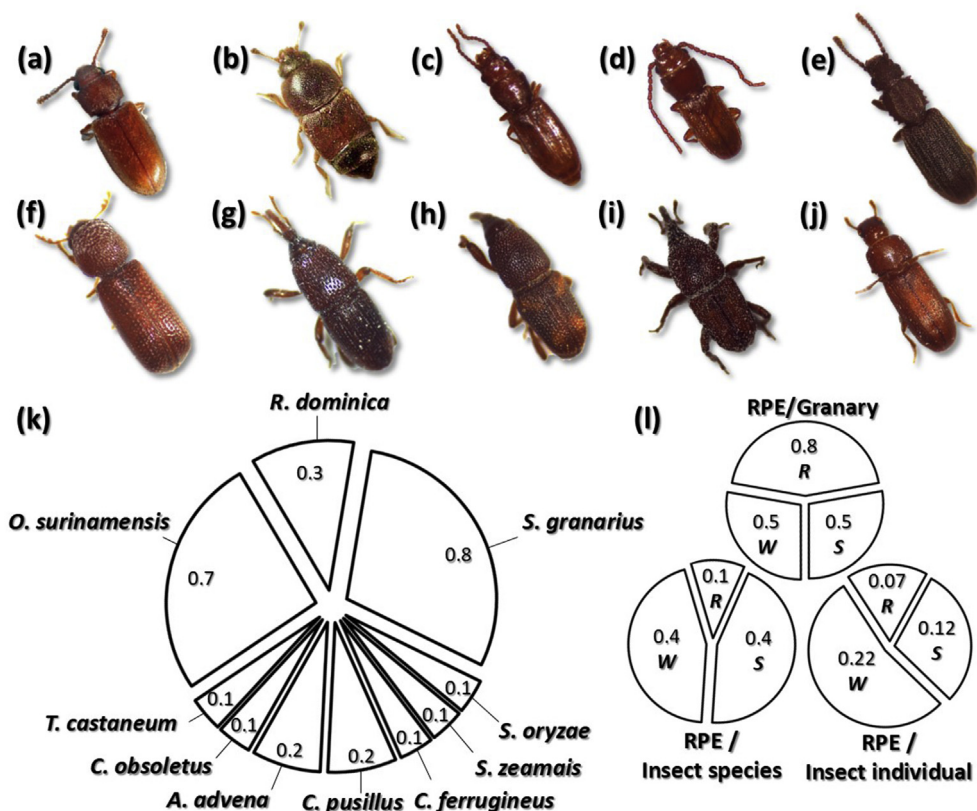 (a)
(b)
(c)
(d)
(e)
(f)
(g)
(h)
(i)
(j)
(k)
R. dominica
0.3
O. surinamensis
0.7
S. granarius
0.8
T. castaneum
0.1
C. obsoletus
0.1
A. advena
0.2
C. pusillus
0.2
C. ferrugineus
0.1
S. zeamais
0.1
S. oryzae
0.1
(l)
RPE/Granary
0.8
R
0.5
W
0.5
S
0.1
R
0.4
W
0.4
S
RPE /
Insect species
0.07
R
0.12
S
0.22
W
RPE /
Insect individual